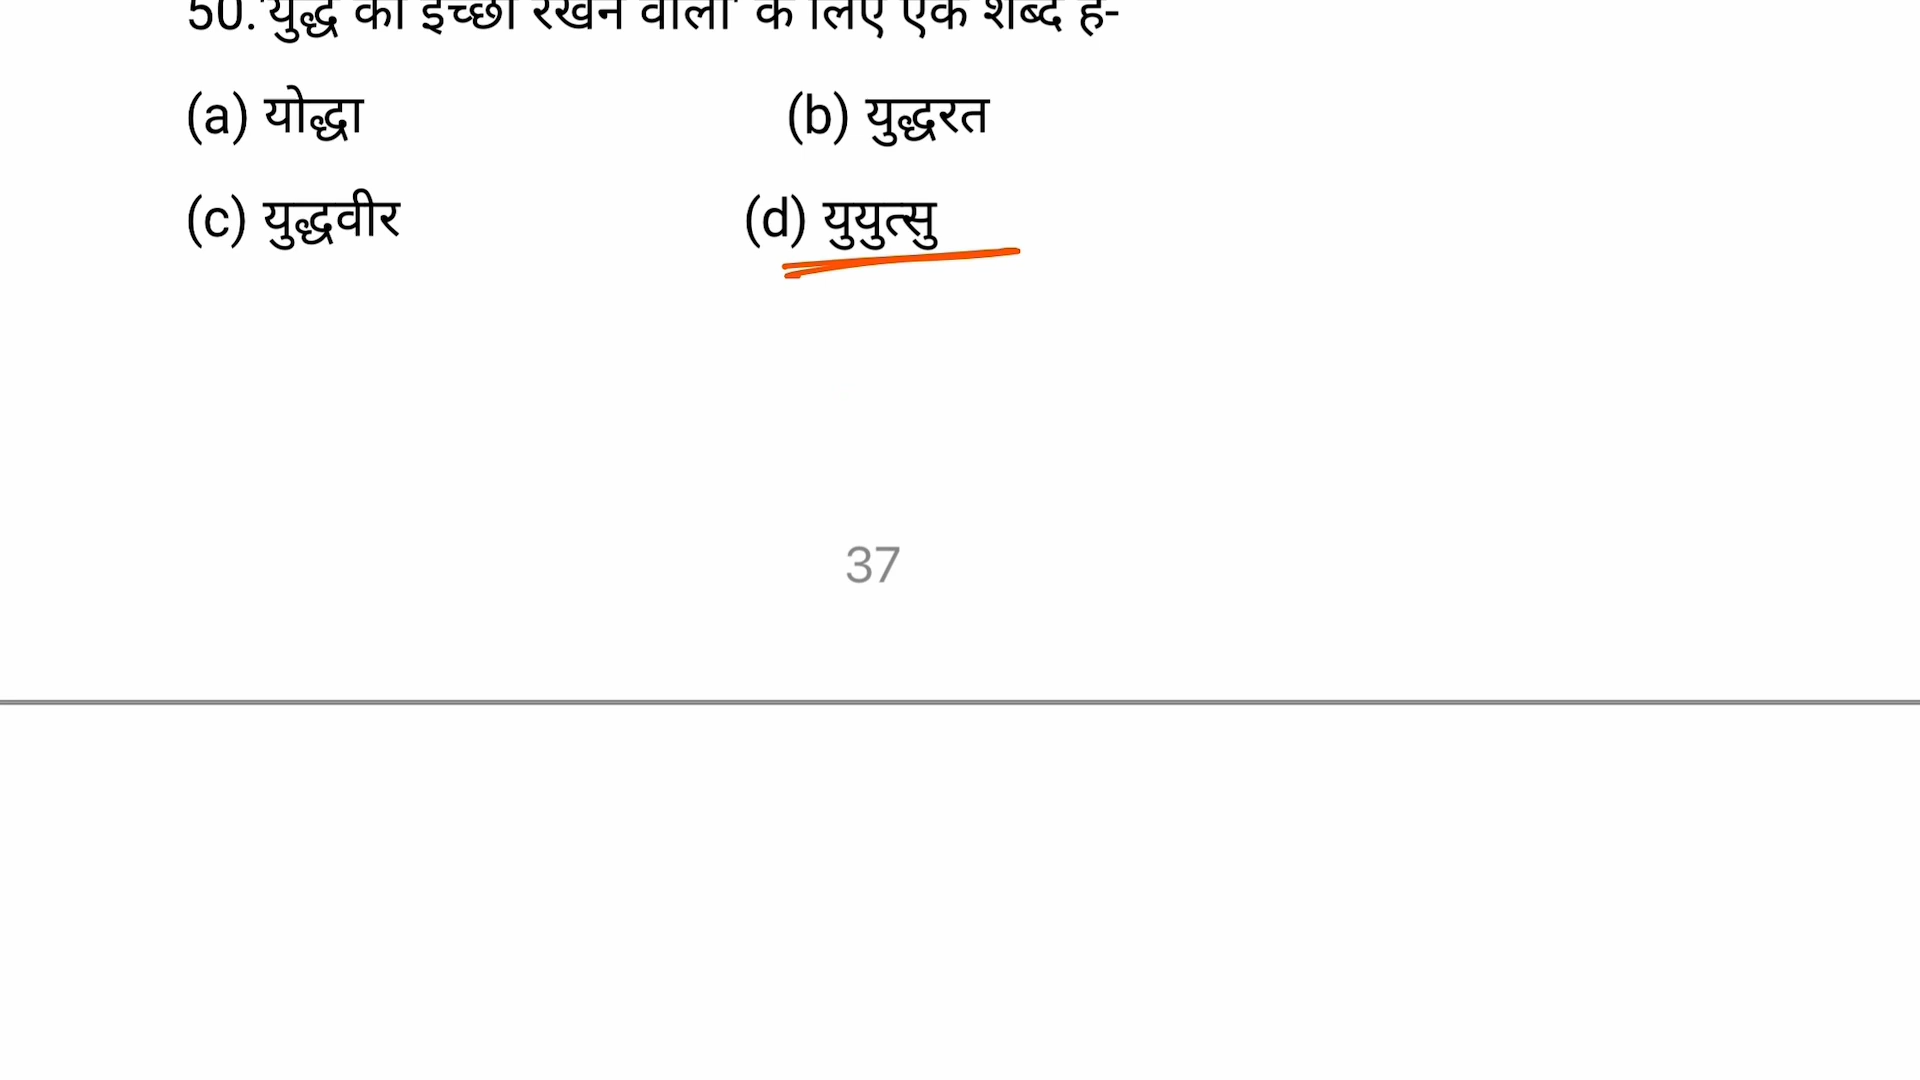 50.'युद्ध की इच्छा रखने वाला' के लिए एक शब्द है-
(a) योद्धा (b) युद्धरत
(c) युद्धवीर (d) युयुत्सु
37